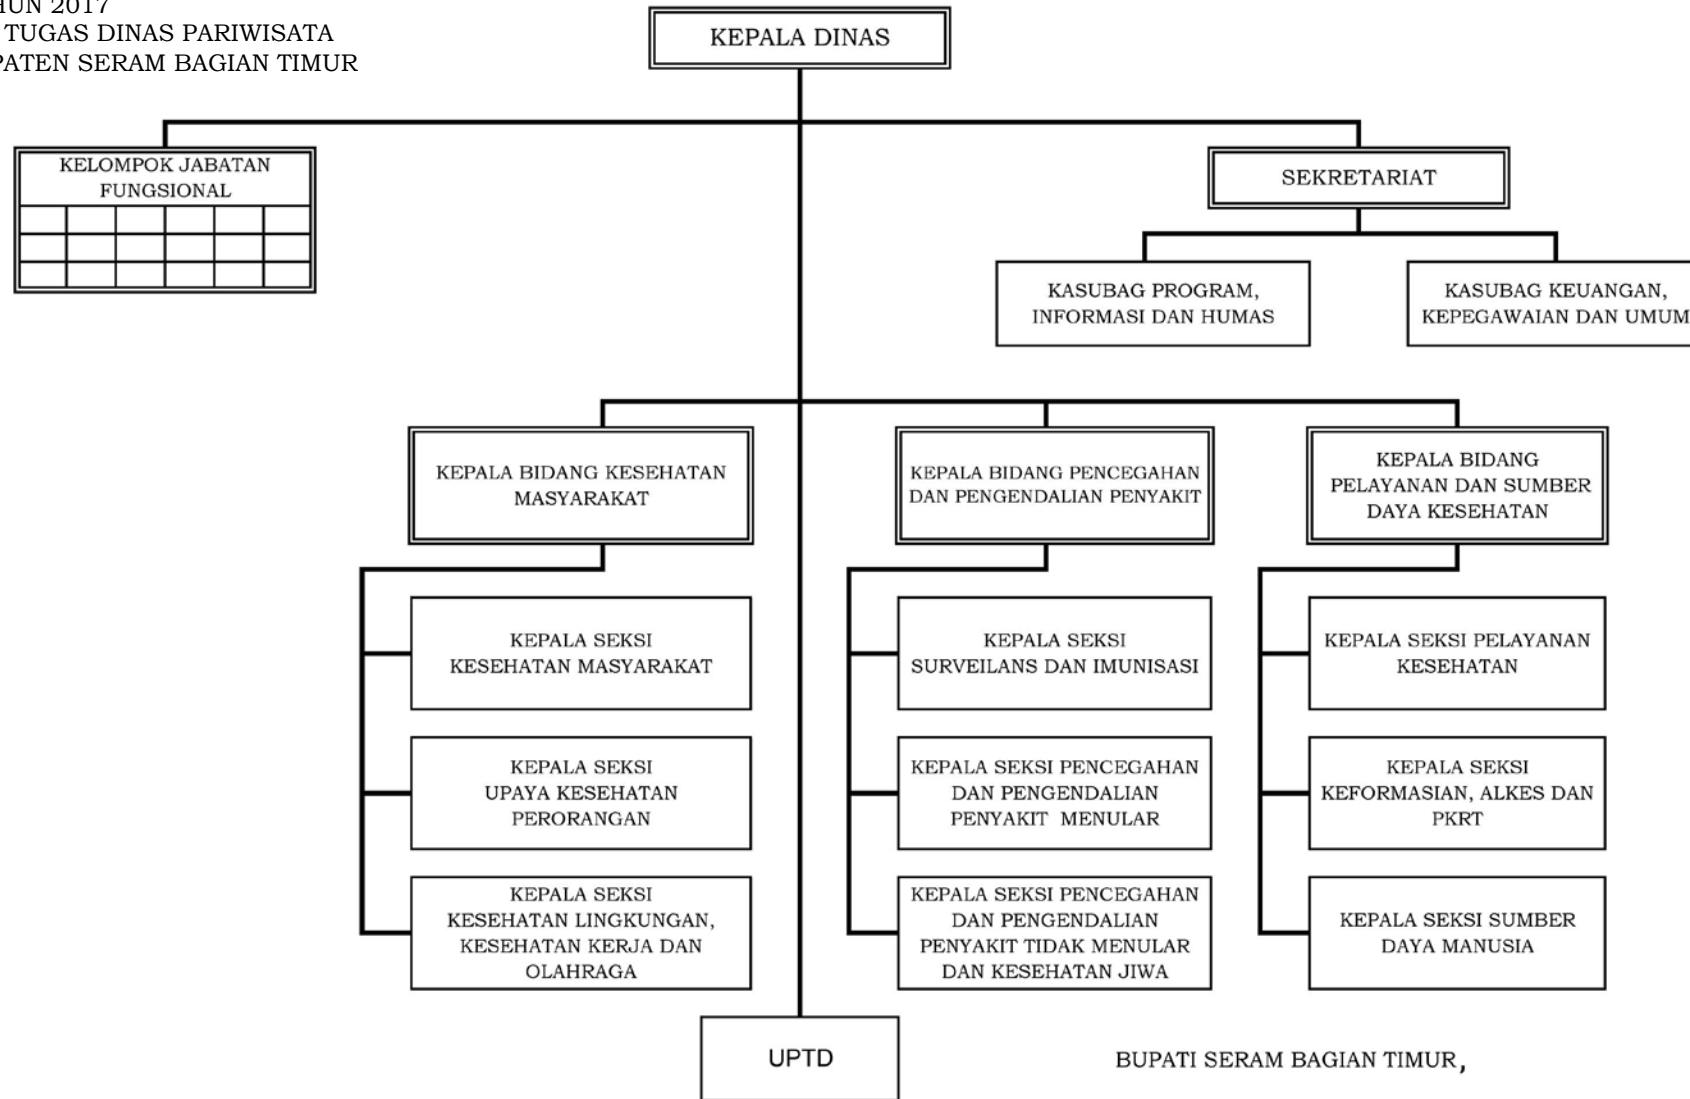 TUGAS DINAS PARIWISATA
SERAM BAGIAN TIMUR
KEPALA DINAS
KELOMPOK JABATAN
FUNGSIONAL
SEKRETARIAT
KASUBAG PROGRAM,
INFORMASI DAN HUMAS
KASUBAG KEUANGAN,
KEPEGAWAIAN DAN UMUM
KEPALA BIDANG KESEHATAN
MASYARAKAT
KEPALA BIDANG PENCEGAHAN
DAN PENGENDALIAN PENYAKIT
KEPALA BIDANG
PELAYANAN DAN SUMBER
DAYA KESEHATAN
KEPALA SEKSI
KESEHATAN MASYARAKAT
KEPALA SEKSI
SURVEILANS DAN IMUNISASI
KEPALA SEKSI PELAYANAN
KESEHATAN
KEPALA SEKSI
UPAYA KESEHATAN
PERORANGAN
KEPALA SEKSI PENCEGAHAN
DAN PENGENDALIAN
PENYAKIT MENULAR
KEPALA SEKSI
KEFORMASIAN, ALKES DAN
PKRT
KEPALA SEKSI
KESEHATAN LINGKUNGAN,
KESEHATAN KERJA DAN
OLAHRAGA
KEPALA SEKSI PENCEGAHAN
DAN PENGENDALIAN
PENYAKIT TIDAK MENULAR
DAN KESEHATAN JIWA
KEPALA SEKSI SUMBER
DAYA MANUSIA
UPTD
BUPATI SERAM BAGIAN TIMUR,